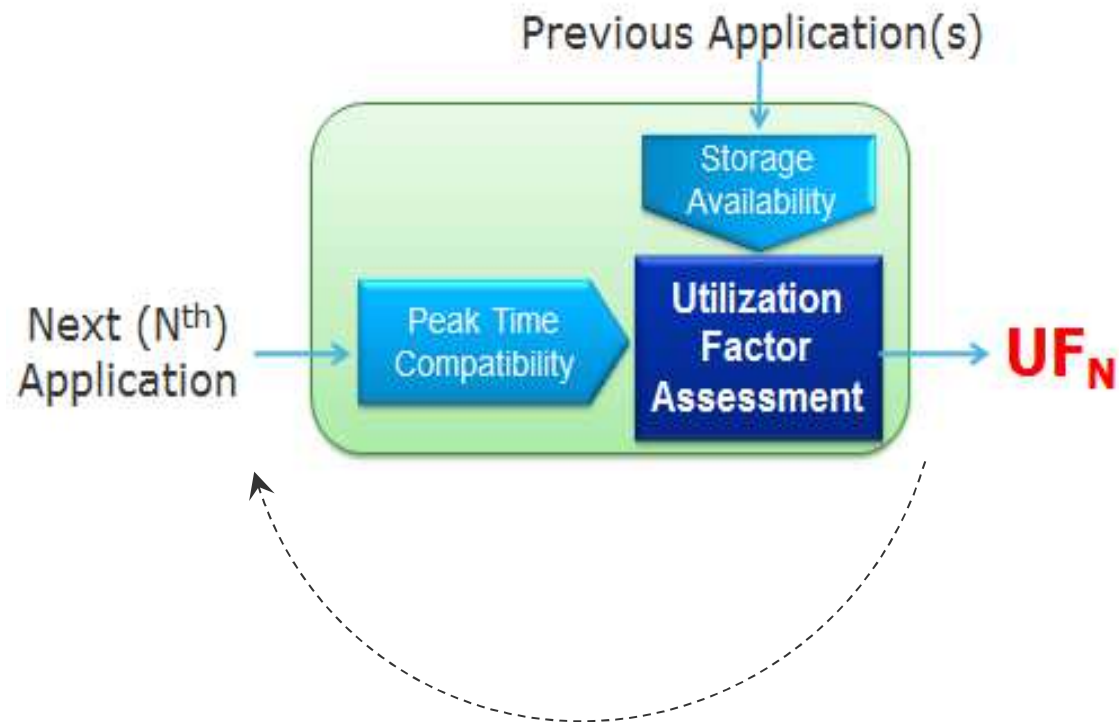 Previous Application(s)
Storage
Availability
Next (Nth)
Application
Peak Time
Compatibility
Utilization
Factor
Assessment
UFN